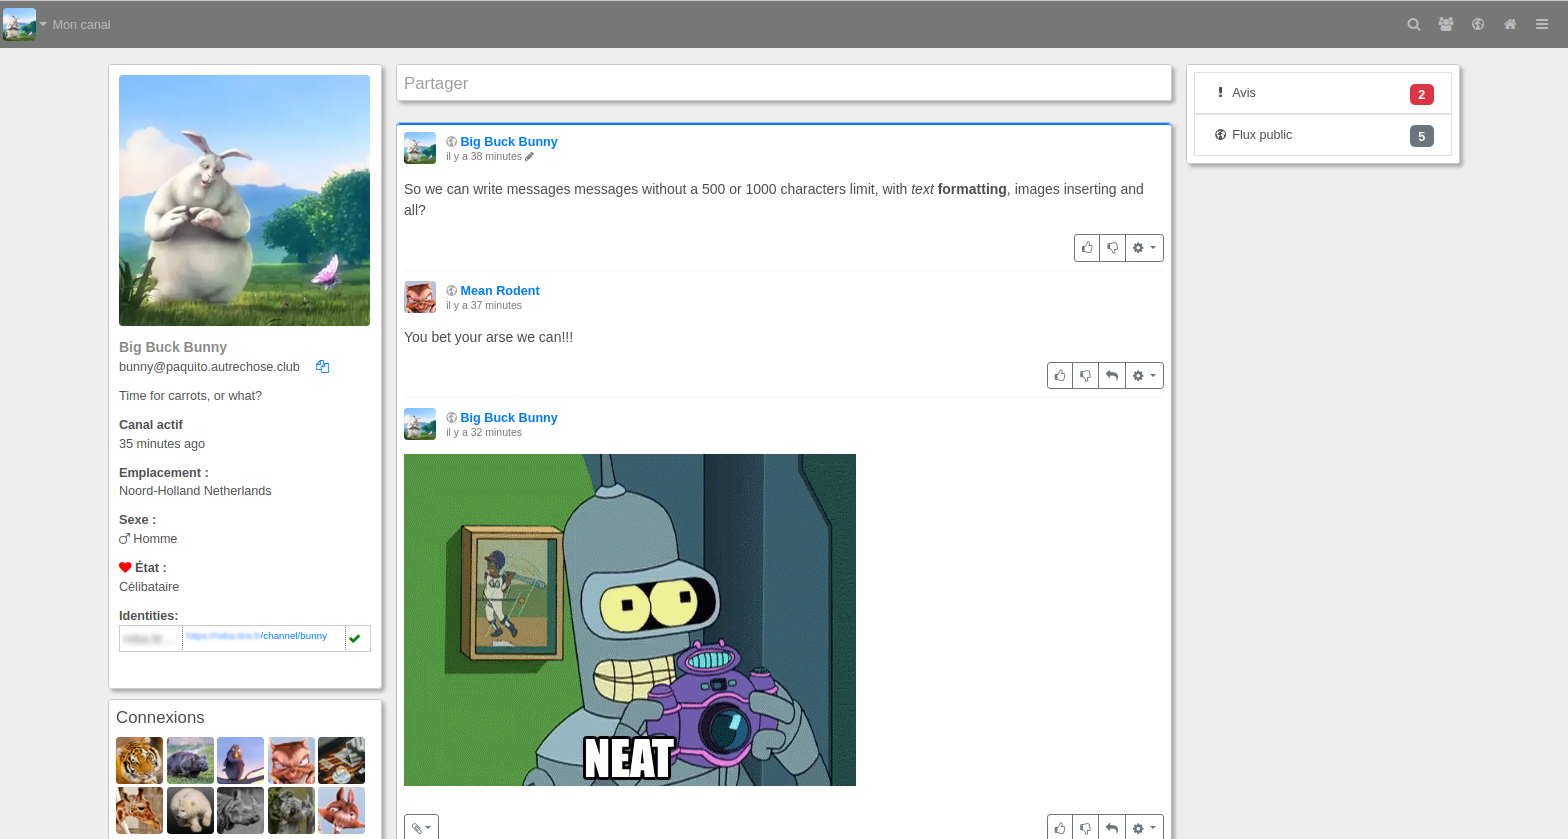 Mon canal
Big Buck Bunny
bunny@paquito.autrechose.club
Time for carrots, or what?
Canal actif
35 minutes ago
Emplacement :
Noord-Holland Netherlands
Sexe :
Homme
État :
Célibataire
Identities:
/channel/bunny
Connexions
Partager
Big Buck Bunny
il y a 38 minutes
So we can write messages messages without a 500 or 1000 characters limit, with text formatting, images inserting and
all?
Mean Rodent
il y a 37 minutes
You bet your arse we can!!!
Big Buck Bunny
il y a 32 minutes
NEAT
Avis 2
Flux public 5